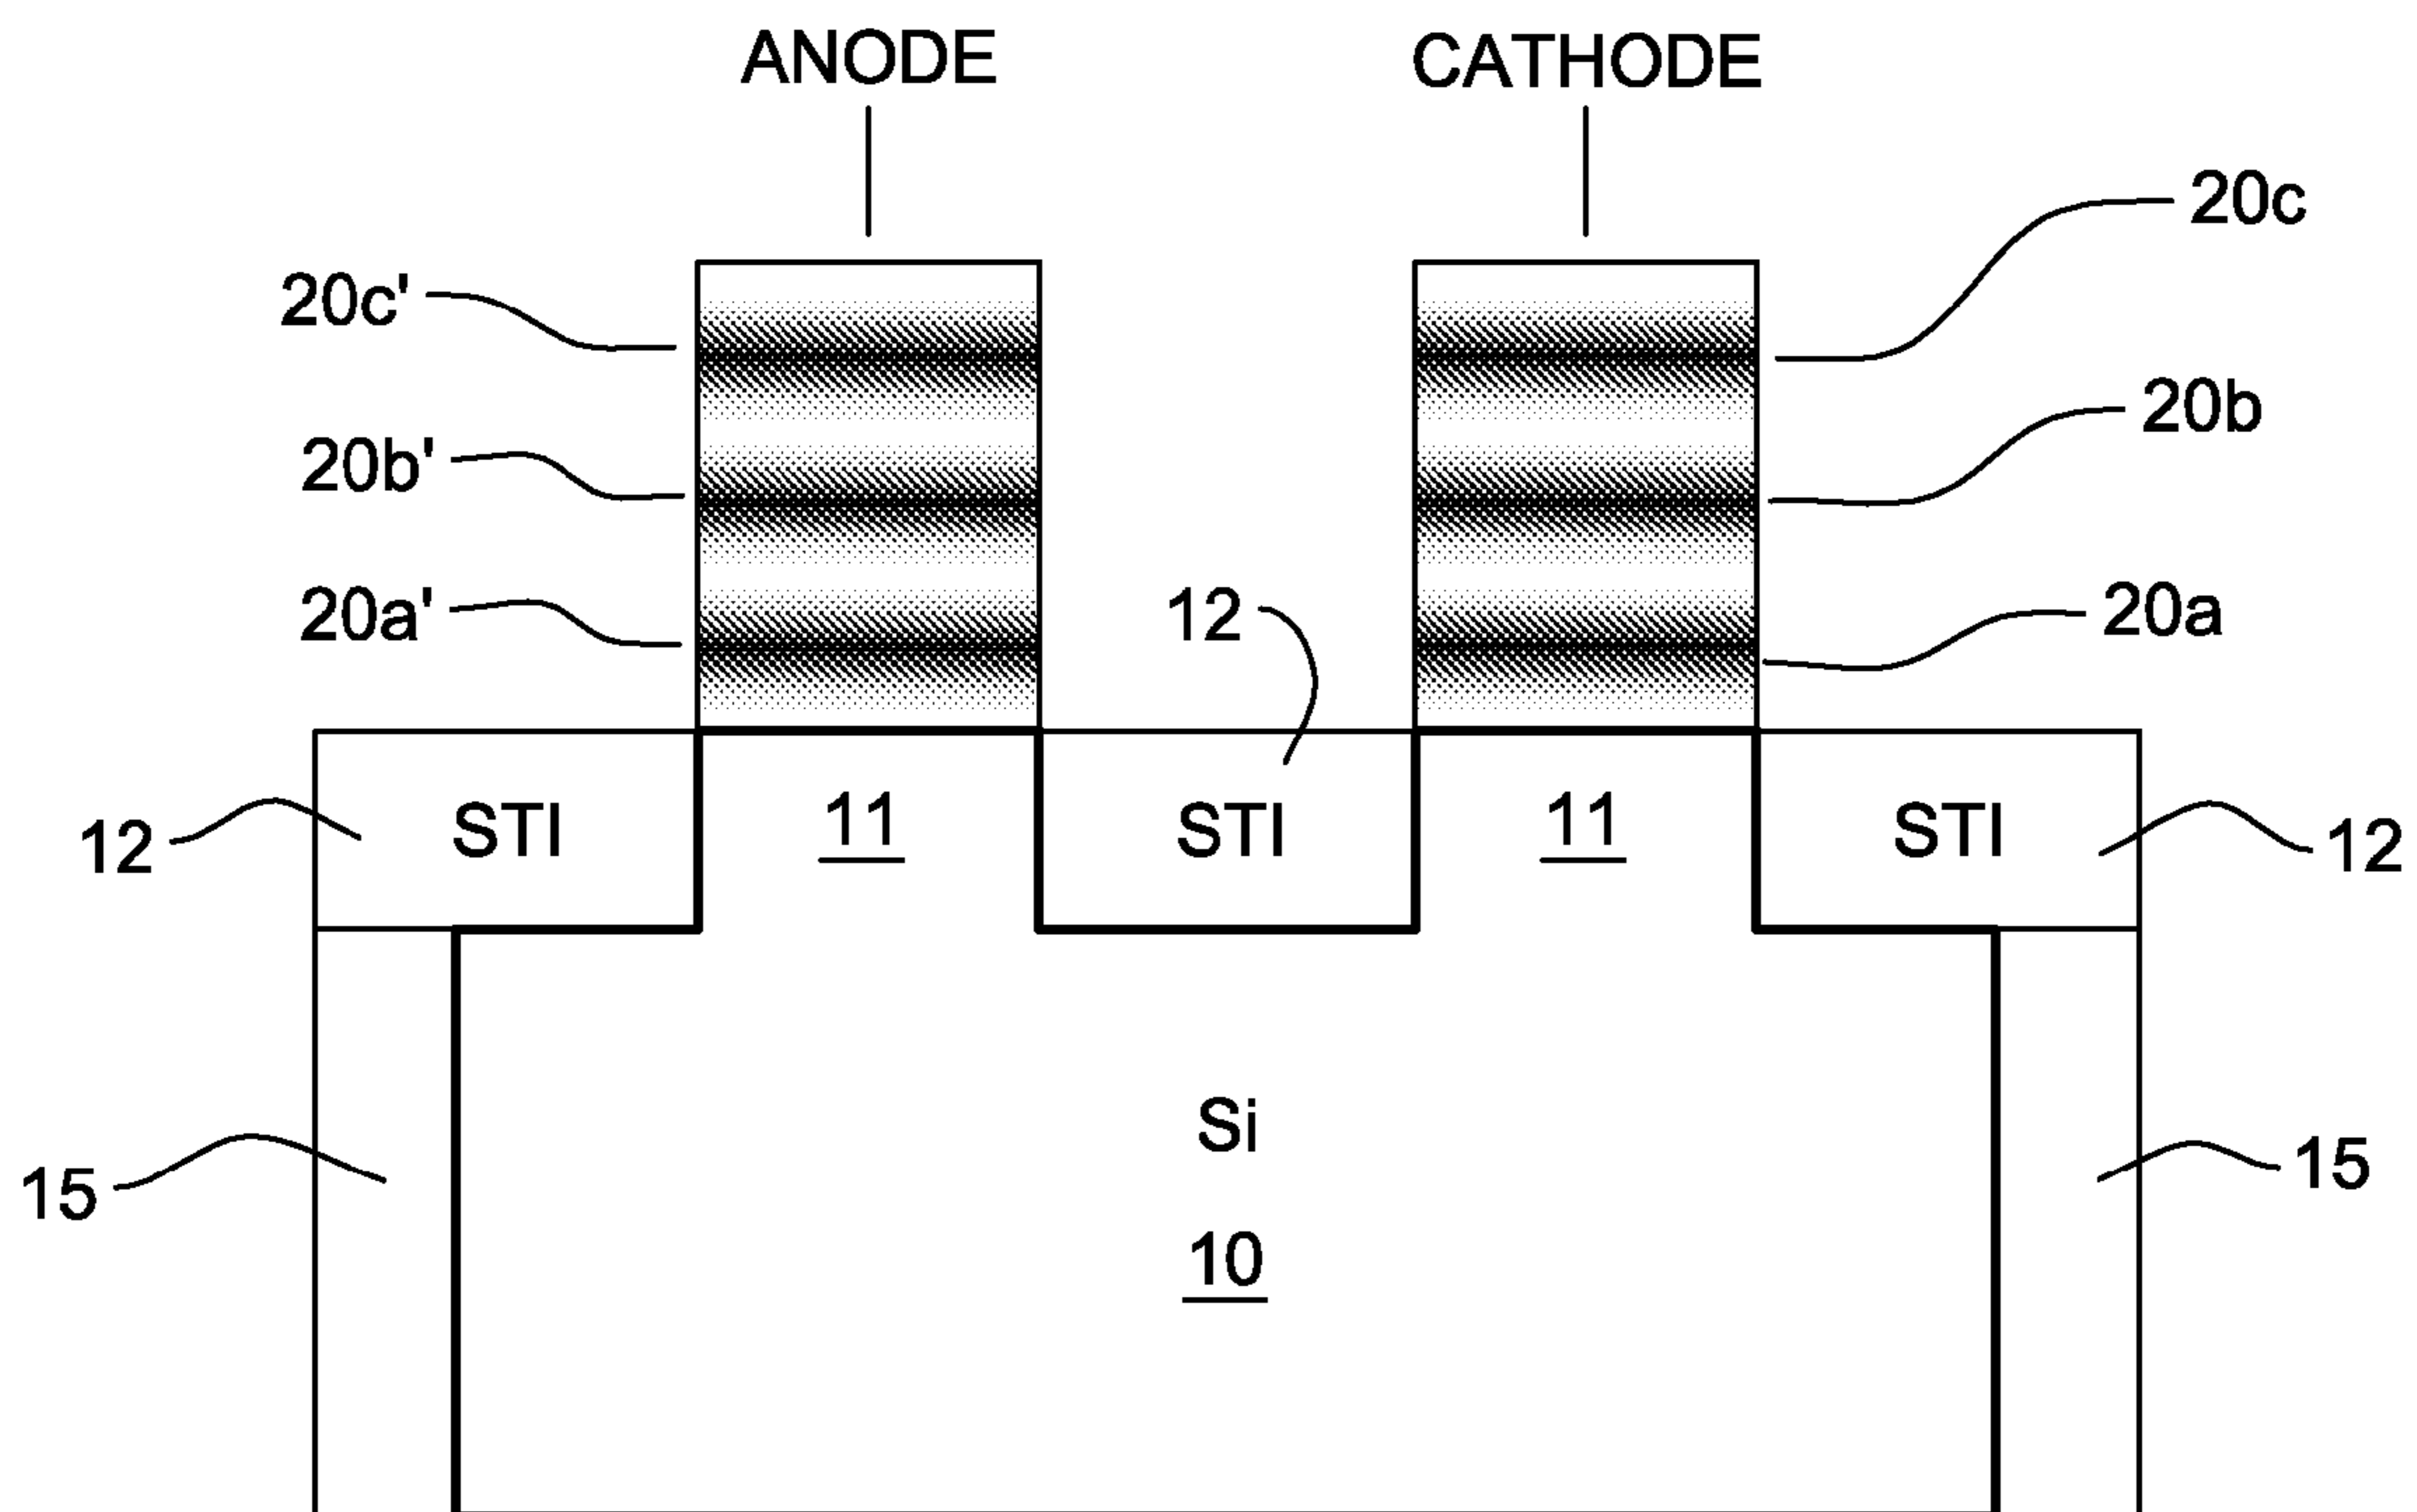 ANODE
CATHODE
20c
20c'
20b
20b'
20a'
12
20a
12
STI
11
STI
11
STI
12
Si
15
15
10